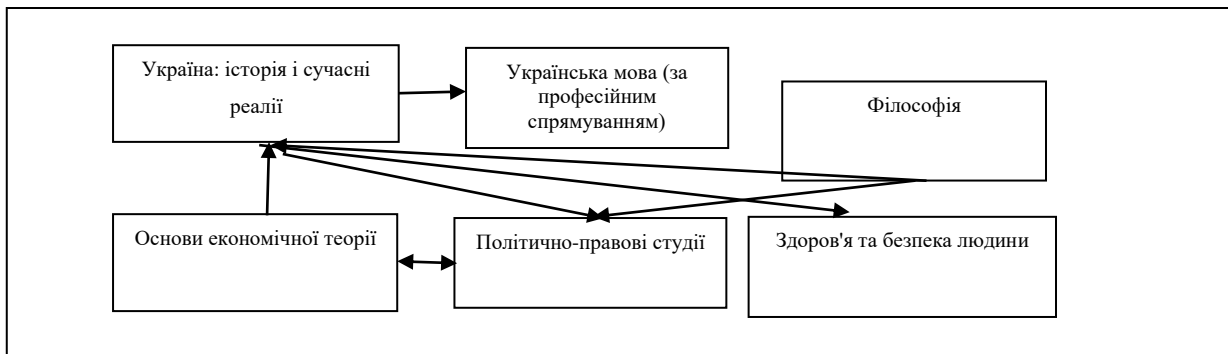 Україна: історія і сучасні
реалії
Українська мова (за
професійним
спрямуванням)
Філософія
Основи економічної теорії
Політично-правові студії
Здоров'я та безпека людини